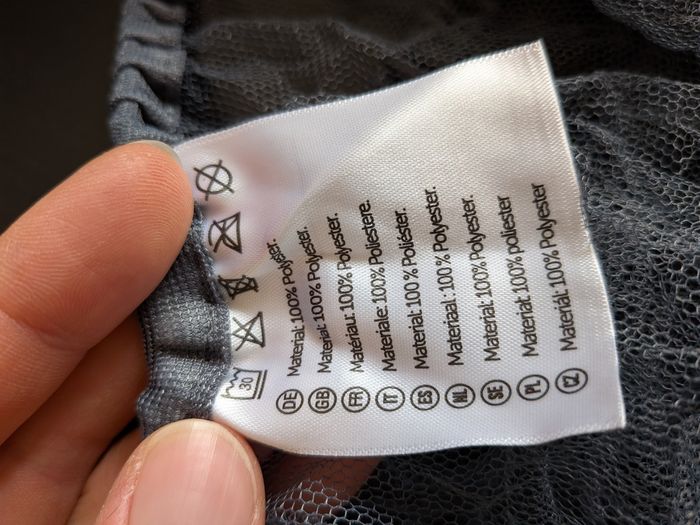 DE Material: 100% Polyester.
GB Material: 100% Polyester.
FR Matériau: 100% Polyester.
IT Materiale: 100% Poliestere.
ES Material: 100 % Poliéster.
NL Materiaal: 100 % Polyester.
SE Material: 100% Polyester.
PL Materiał: 100% poliester
CZ Materiál: 100% Polyester
30